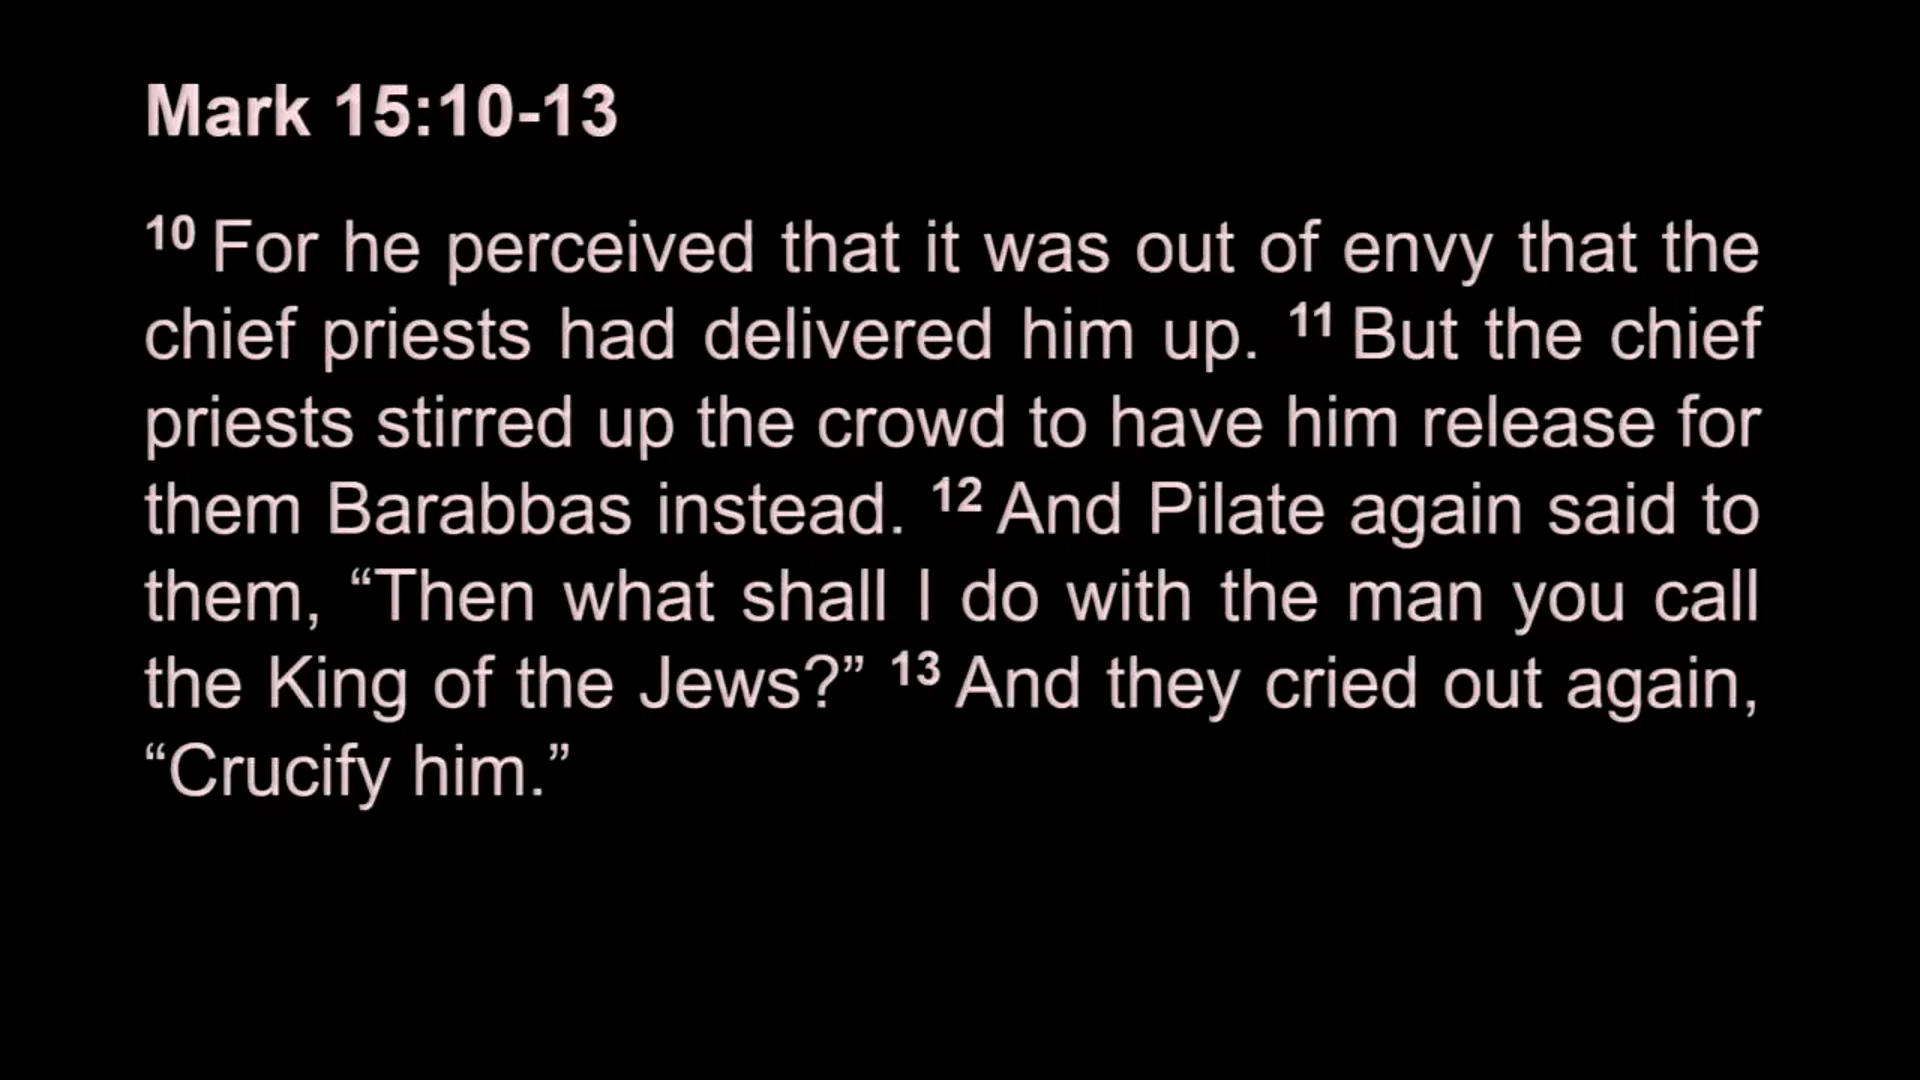 Mark 15:10-13
10 For he perceived that it was out of envy that the
chief priests had delivered him up. 11 But the chief
priests stirred up the crowd to have him release for
them Barabbas instead. 12 And Pilate again said to
them, “Then what shall I do with the man you call
the King of the Jews?” 13 And they cried out again,
“Crucify him.”